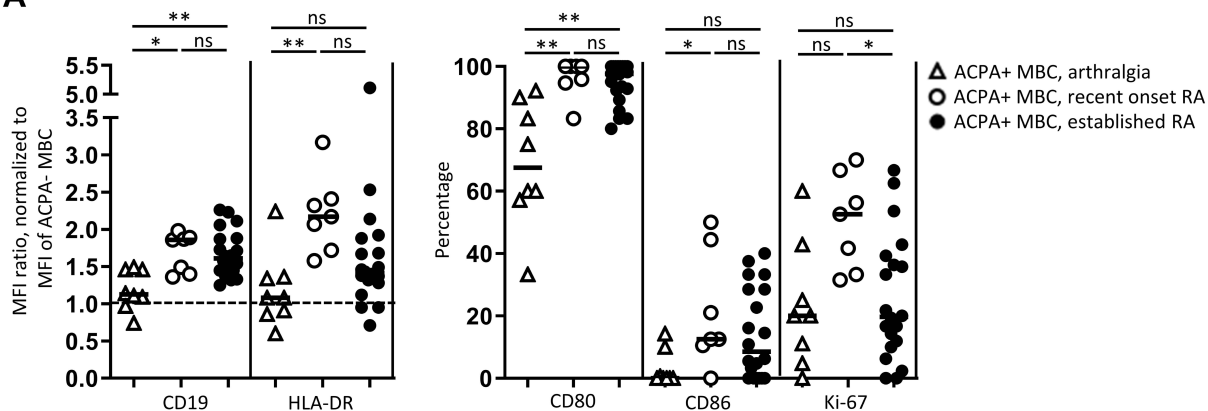 A
** ns ** ns ns
* ns ** ns ** ns * ns ns *
MFI ratio, normalized to
MFI of ACPA- MBC
5.5
5.0
3.5
3.0
2.5
2.0
1.5
1.0
0.5
0.0
CD19 HLA-DR
Percentage
100
80
60
40
20
0
CD80 CD86 Ki-67
ACPA+ MBC, arthralgia
ACPA+ MBC, recent onset RA
ACPA+ MBC, established RA